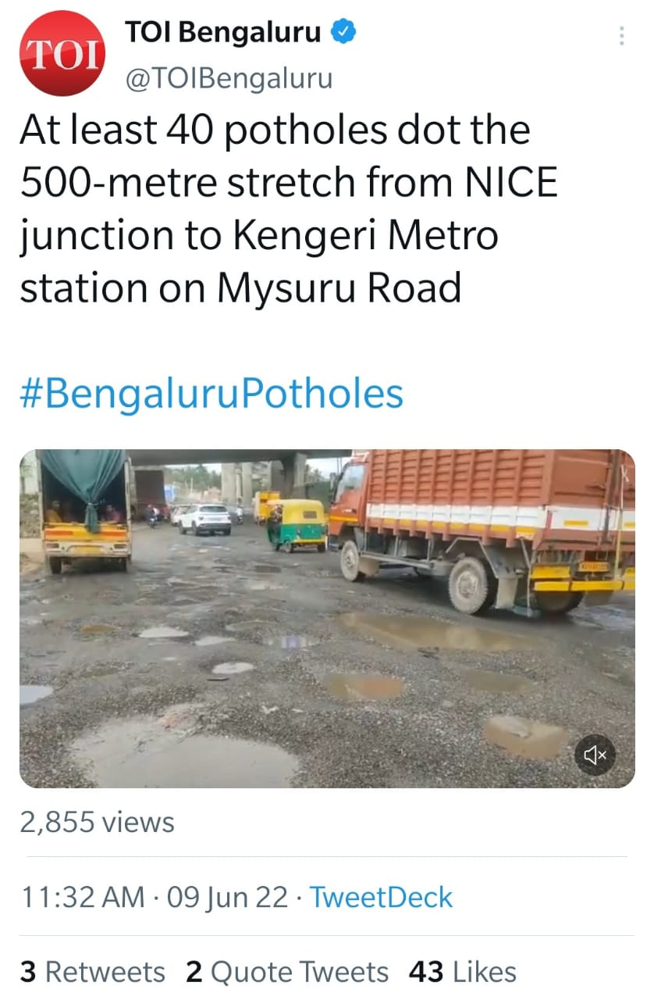 TOI
TOI Bengaluru
@TOIBengaluru
At least 40 potholes dot the
500-metre stretch from NICE
junction to Kengeri Metro
station on Mysuru Road
#BengaluruPotholes
2,855 views
11:32 AM · 09 Jun 22 · TweetDeck
3 Retweets 2 Quote Tweets 43 Likes